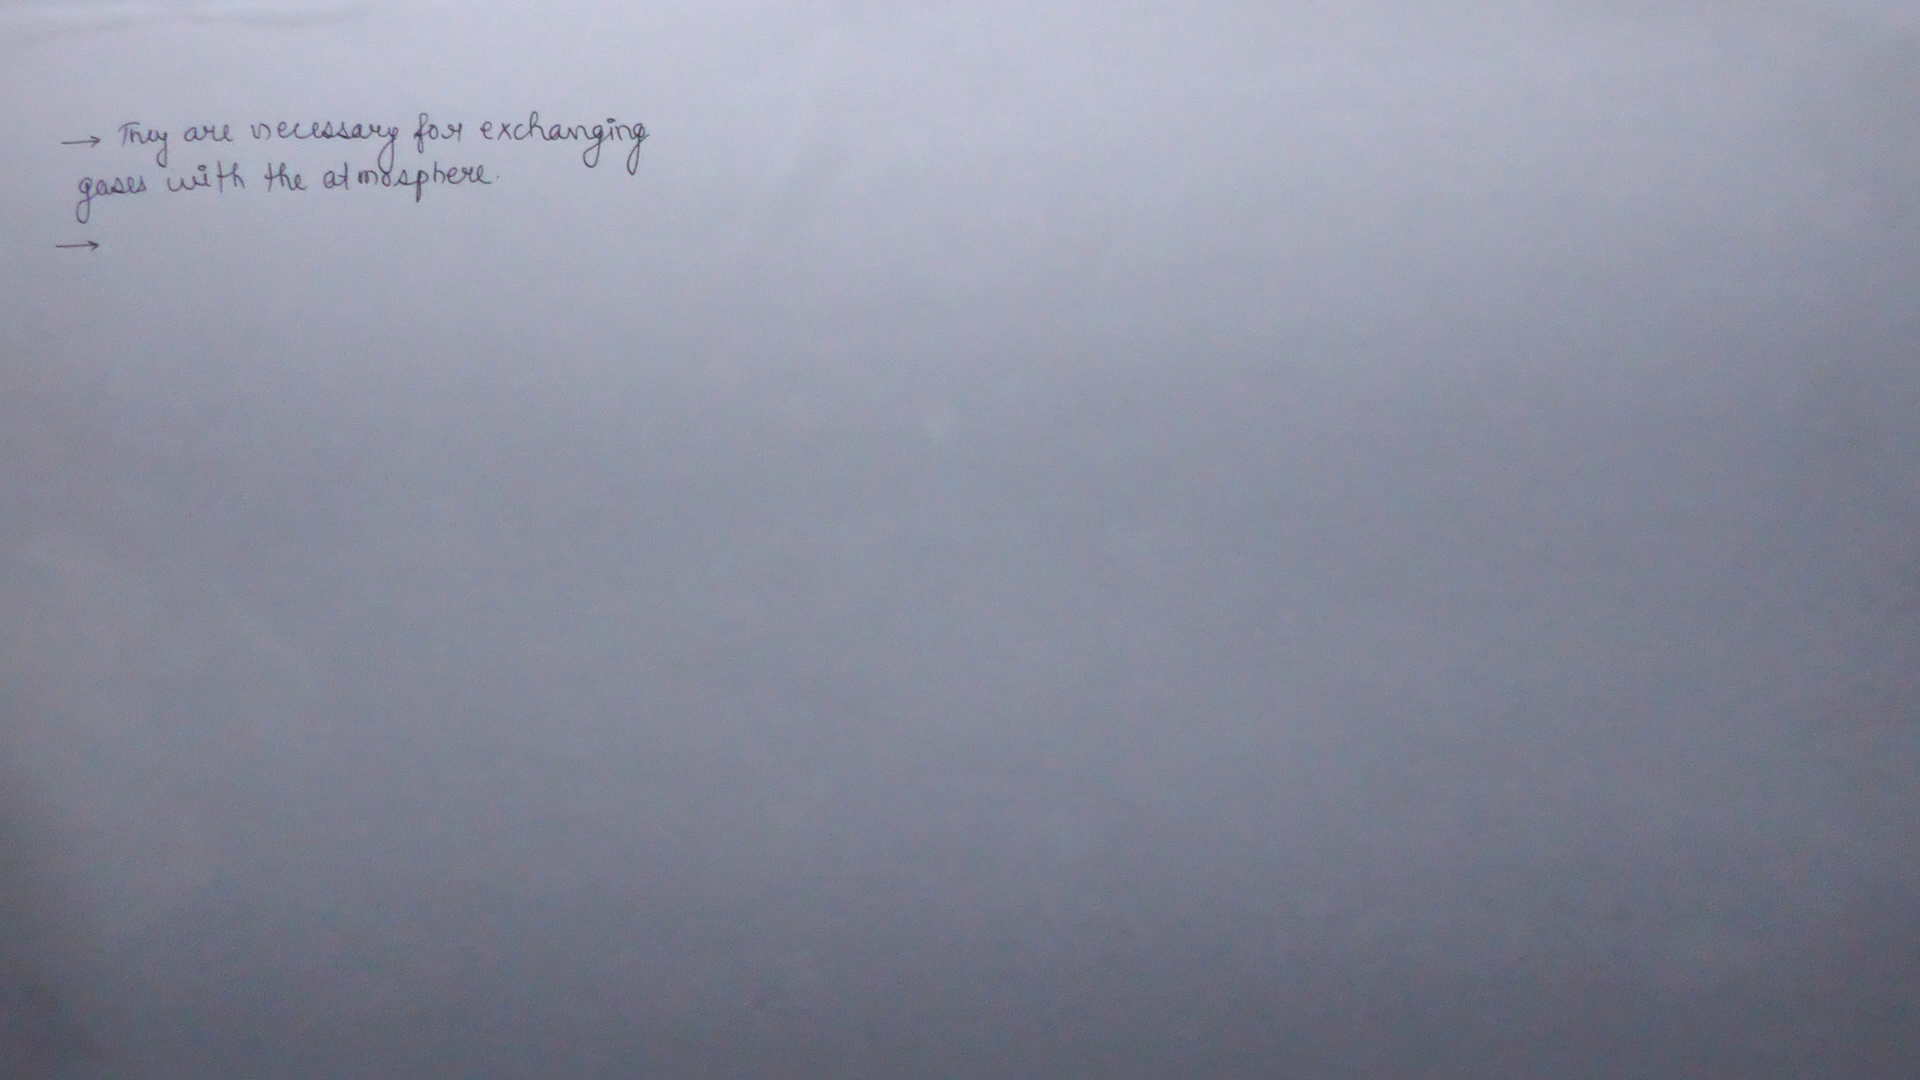 → They are necessary for exchanging
gases with the atmosphere.
→